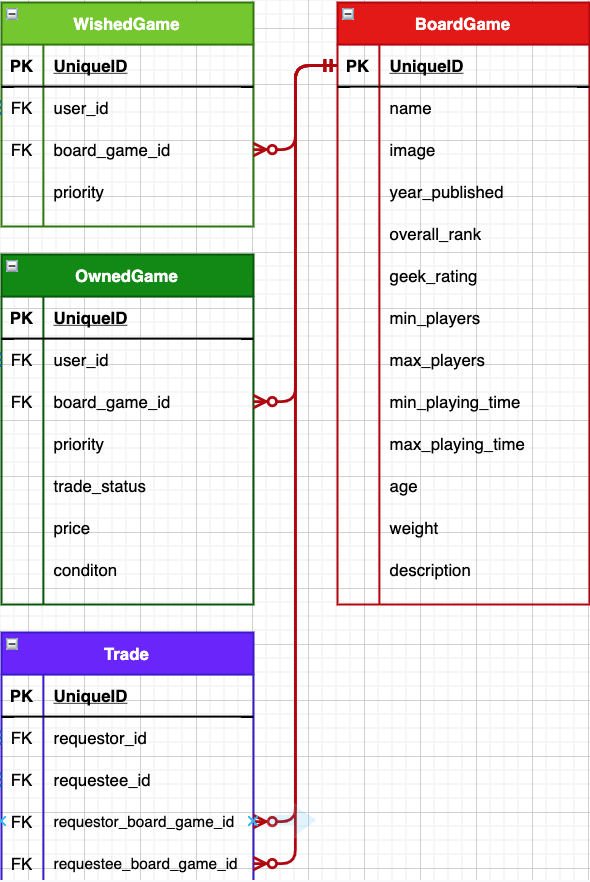 WishedGame
PK UniqueID
FK user_id
FK board_game_id
priority
OwnedGame
PK UniqueID
FK user_id
FK board_game_id
priority
trade_status
price
conditon
Trade
PK UniqueID
FK requestor_id
FK requestee_id
FK requestor_board_game_id
FK requestee_board_game_id
BoardGame
PK UniqueID
name
image
year_published
overall_rank
geek_rating
min_players
max_players
min_playing_time
max_playing_time
age
weight
description